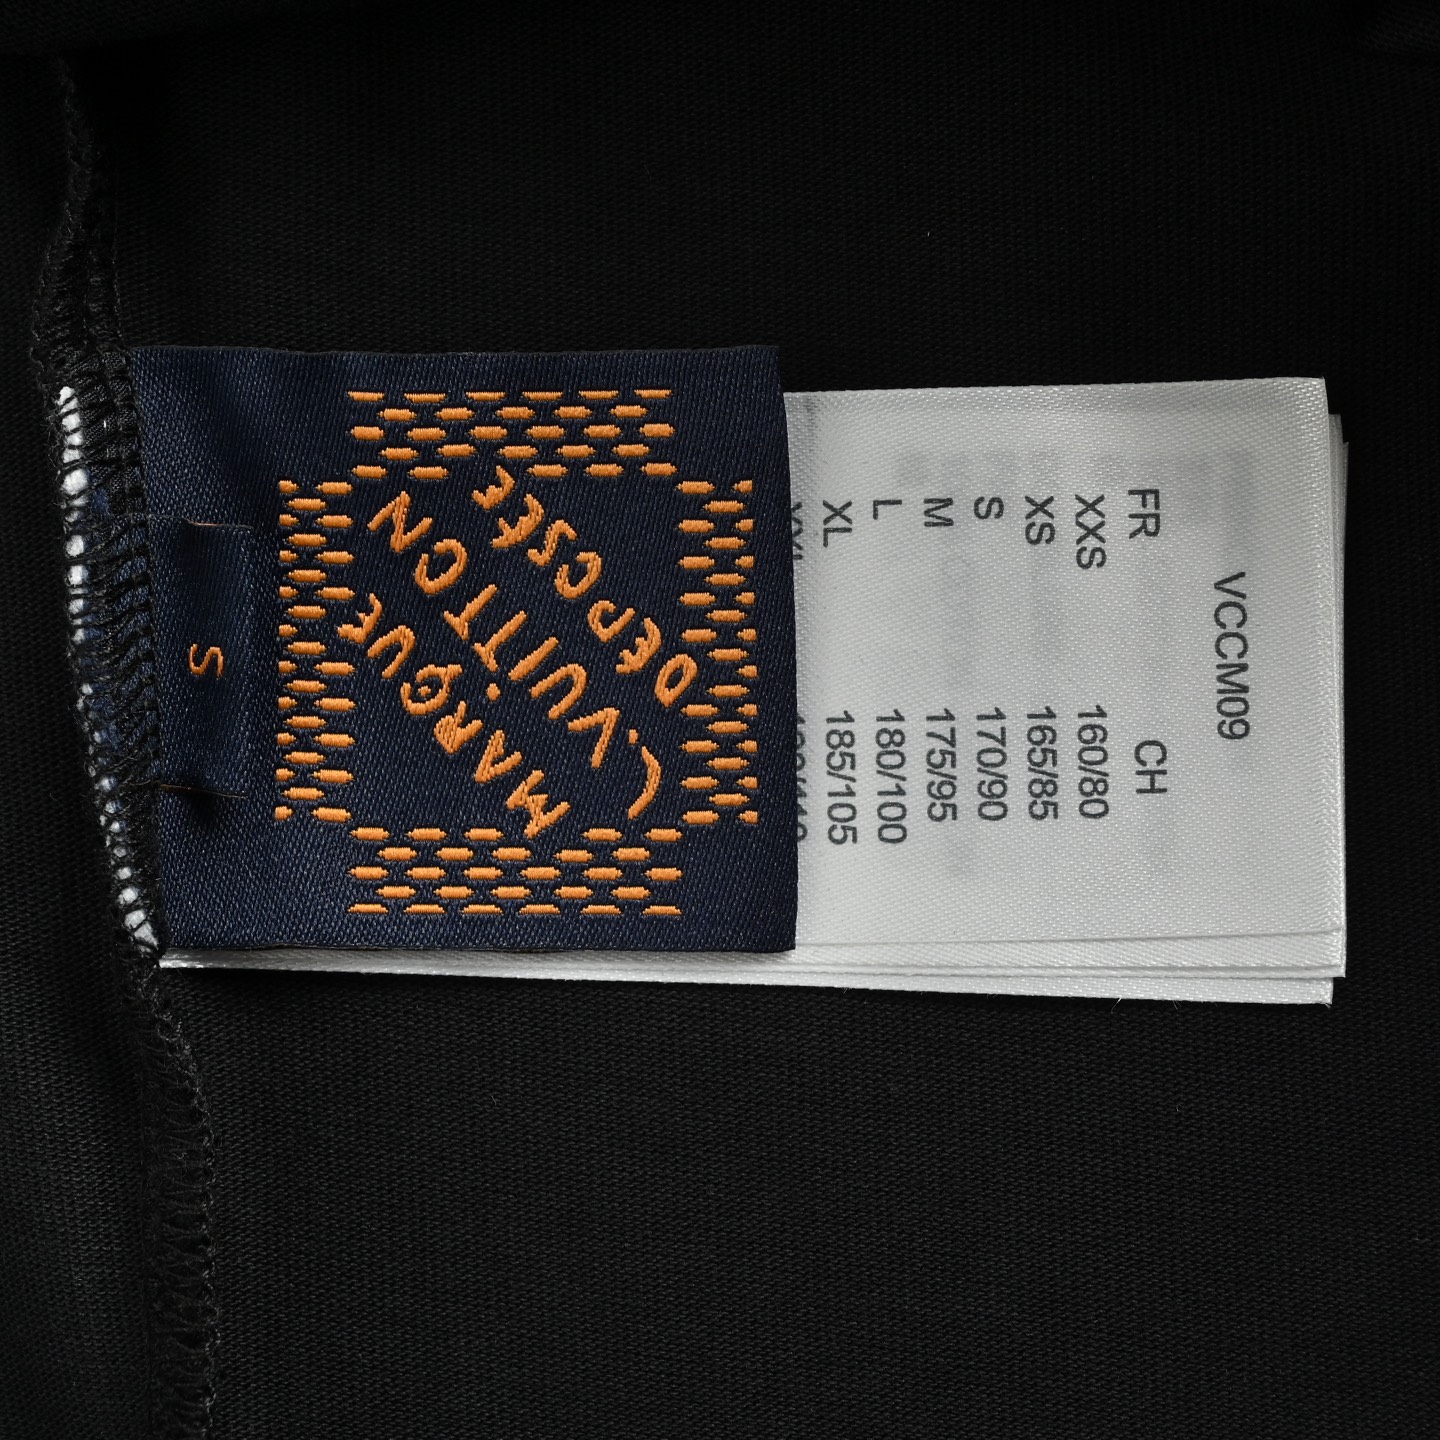 VCCM09
FR CH
XXS 160/80
XS 165/85
S 170/90
M 175/95
L 180/100
XL 185/105
MARQUE
L.VUITTON
DÉPOSÉE
S